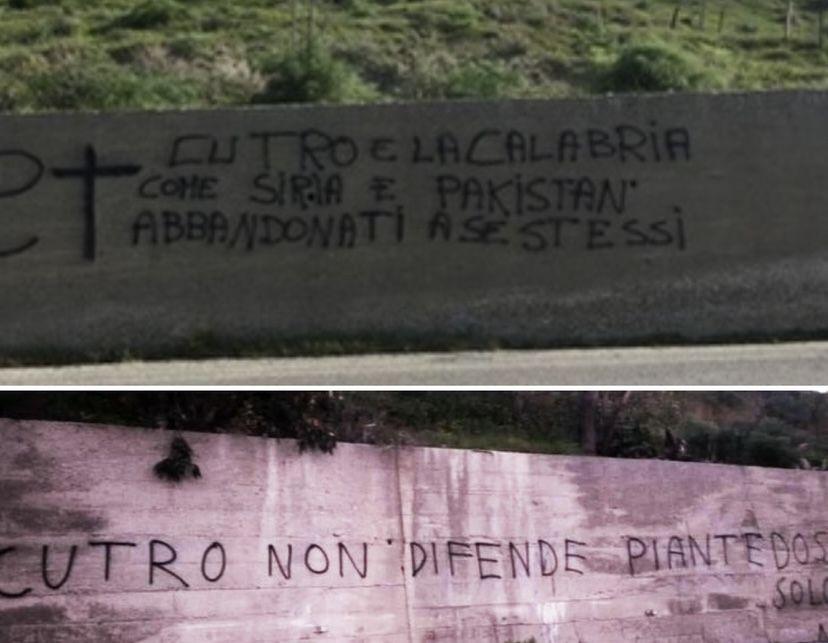 CUTRO E LA CALABRIA
COME SIRIA E PAKISTAN
ABBANDONATI A SE STESSI
CUTRO NON DIFENDE PIANTEDOS
SOLO